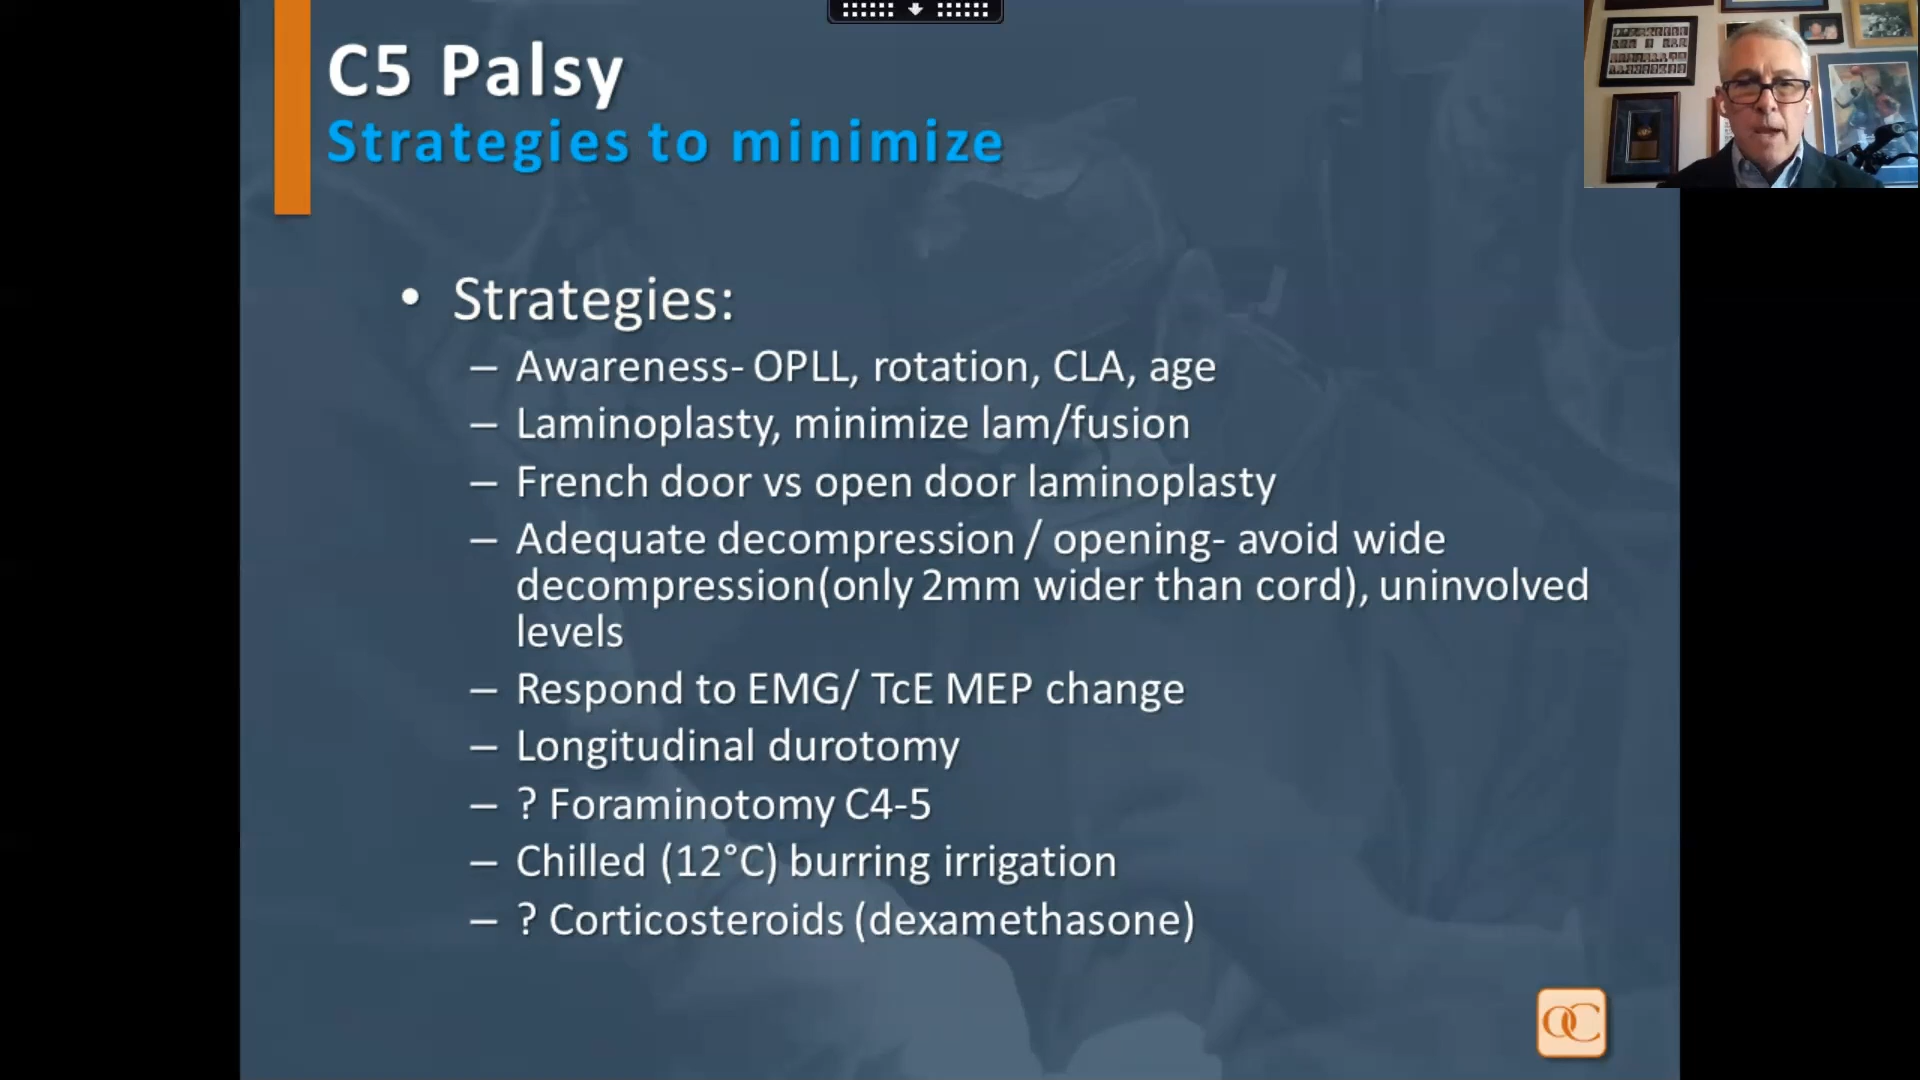 C5 Palsy
Strategies to minimize
• Strategies:
– Awareness- OPLL, rotation, CLA, age
– Laminoplasty, minimize lam/fusion
– French door vs open door laminoplasty
– Adequate decompression / opening- avoid wide
decompression(only 2mm wider than cord), uninvolved
levels
– Respond to EMG/ TcE MEP change
– Longitudinal durotomy
– ? Foraminotomy C4-5
– Chilled (12°C) burring irrigation
– ? Corticosteroids (dexamethasone)
OC